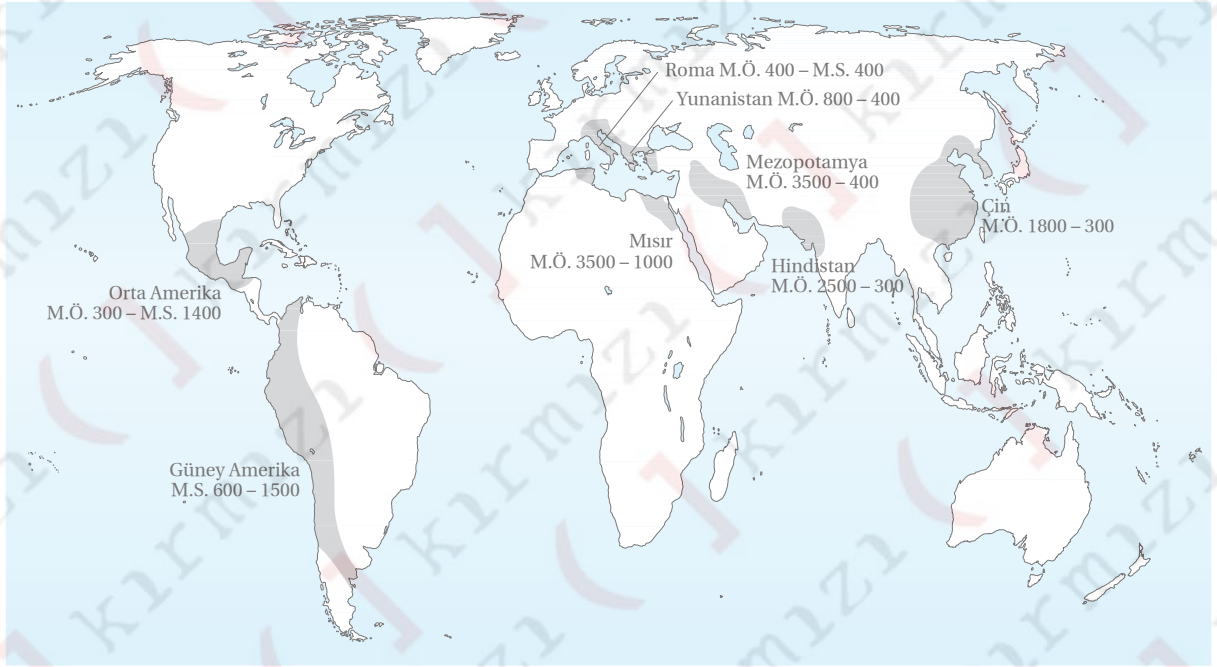 Roma M.Ö. 400 – M.S. 400
Yunanistan M.Ö. 800 – 400
Mezopotamya
M.Ö. 3500 – 400
Çin
M.Ö. 1800 – 300
Mısır
M.Ö. 3500 – 1000
Hindistan
M.Ö. 2500 – 300
Orta Amerika
M.Ö. 300 – M.S. 1400
Güney Amerika
M.S. 600 – 1500
( kırmızı )